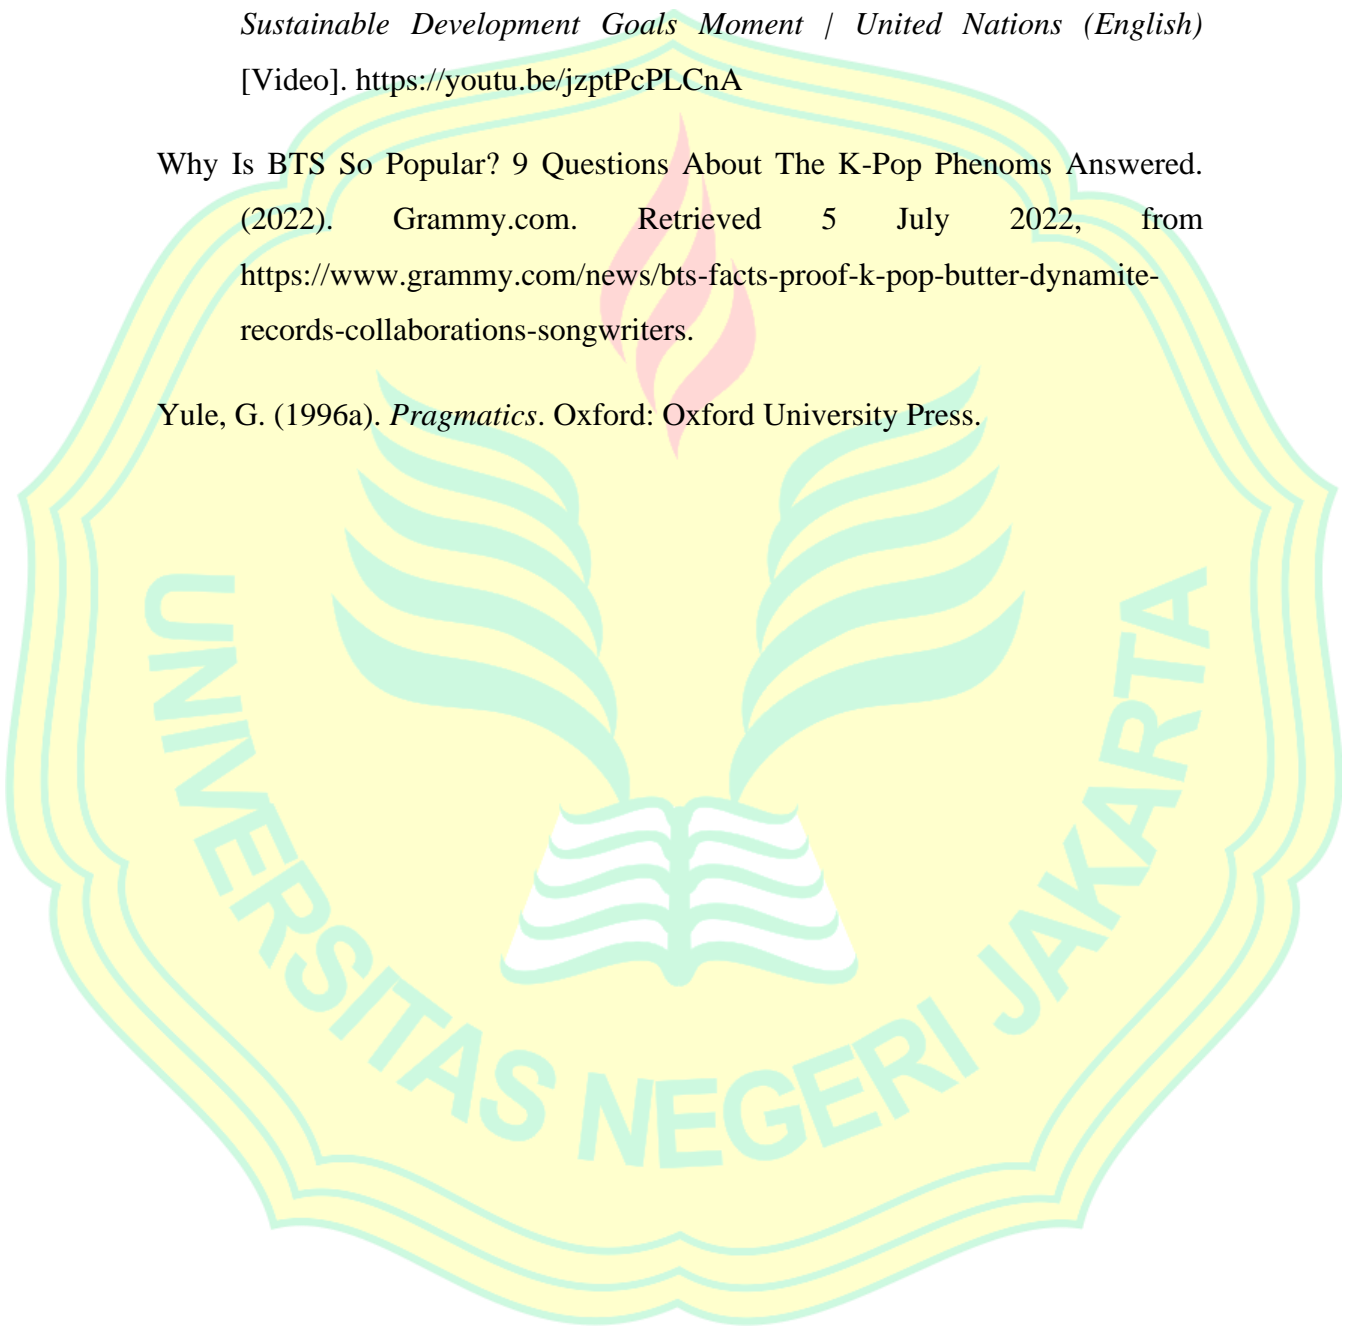 Sustainable Development Goals Moment | United Nations (English)
[Video]. https://youtu.be/jzptPcPLCnA
Why Is BTS So Popular? 9 Questions About The K-Pop Phenoms Answered.
(2022). Grammy.com. Retrieved 5 July 2022, from
https://www.grammy.com/news/bts-facts-proof-k-pop-butter-dynamite-
records-collaborations-songwriters.
Yule, G. (1996a). Pragmatics. Oxford: Oxford University Press.
UNIVERSITAS NEGERI JAKARTA